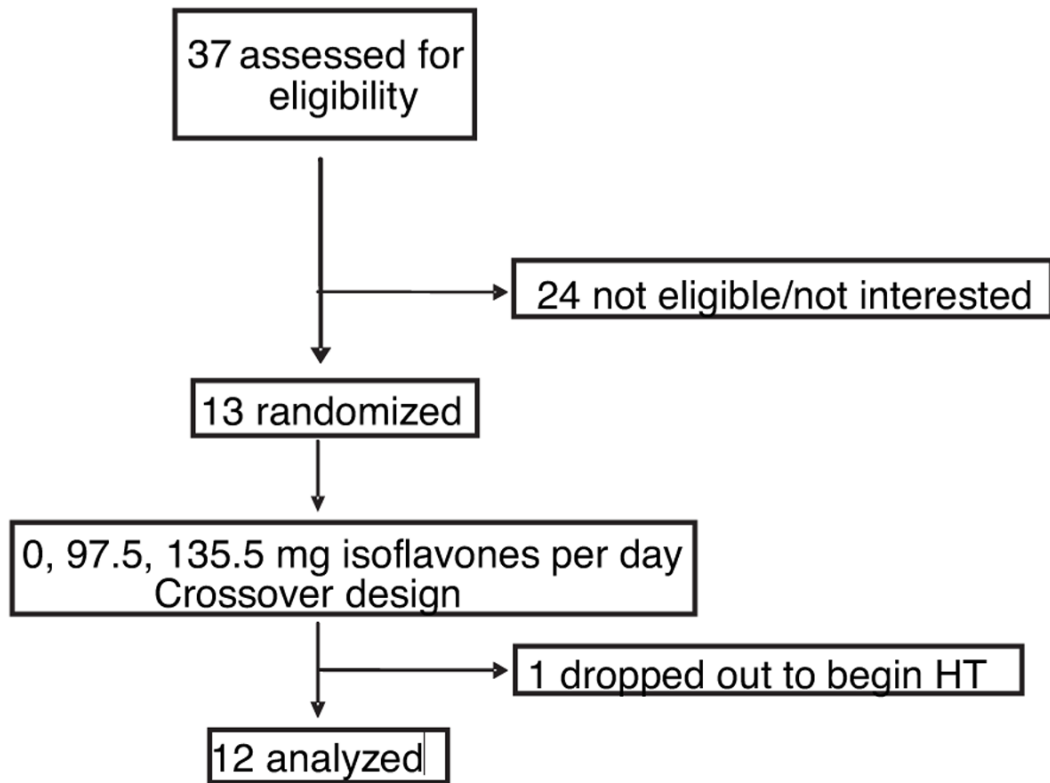 37 assessed for
eligibility
24 not eligible/not interested
13 randomized
0, 97.5, 135.5 mg isoflavones per day
Crossover design
1 dropped out to begin HT
12 analyzed